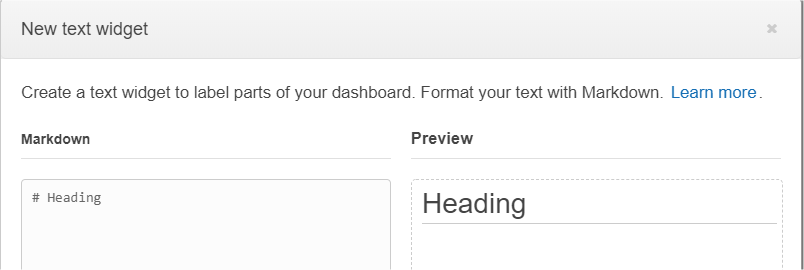 New text widget
Create a text widget to label parts of your dashboard. Format your text with Markdown. Learn more.
Markdown
Preview
# Heading
Heading